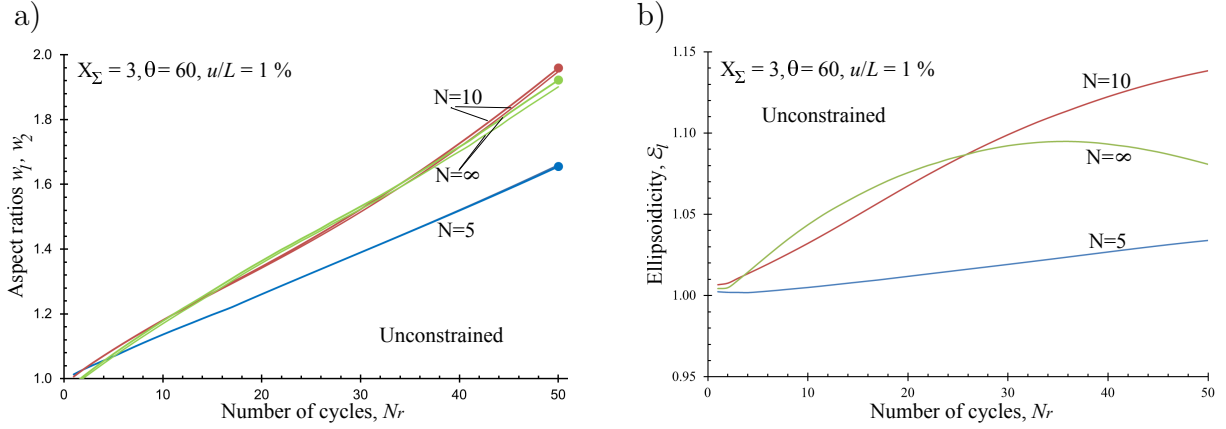 a)
Aspect ratios w_1, w_2
2.0
1.8
1.6
1.4
1.2
1.0
X_Σ = 3, θ = 60, u/L = 1 %
N=10
N=∞
N=5
Unconstrained
0
10
20
30
40
50
Number of cycles, Nr
b)
Ellipsoidicity, Ɛ_l
1.15
1.10
1.05
1.00
0.95
X_Σ = 3, θ = 60, u/L = 1 %
Unconstrained
N=10
N=∞
N=5
0
10
20
30
40
50
Number of cycles, Nr